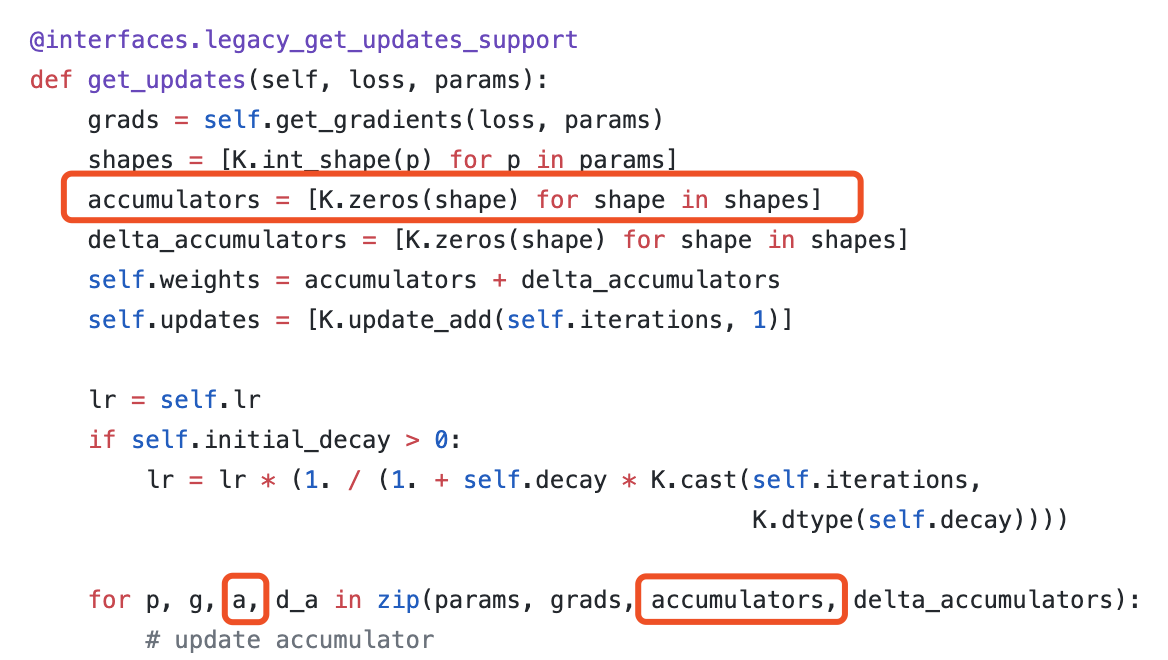 @interfaces.legacy_get_updates_support
def get_updates(self, loss, params):
    grads = self.get_gradients(loss, params)
    shapes = [K.int_shape(p) for p in params]
    accumulators = [K.zeros(shape) for shape in shapes]
    delta_accumulators = [K.zeros(shape) for shape in shapes]
    self.weights = accumulators + delta_accumulators
    self.updates = [K.update_add(self.iterations, 1)]
    lr = self.lr
    if self.initial_decay > 0:
        lr = lr * (1. / (1. + self.decay * K.cast(self.iterations,
                                                  K.dtype(self.decay))))
    for p, g, a, d_a in zip(params, grads, accumulators, delta_accumulators):
        # update accumulator